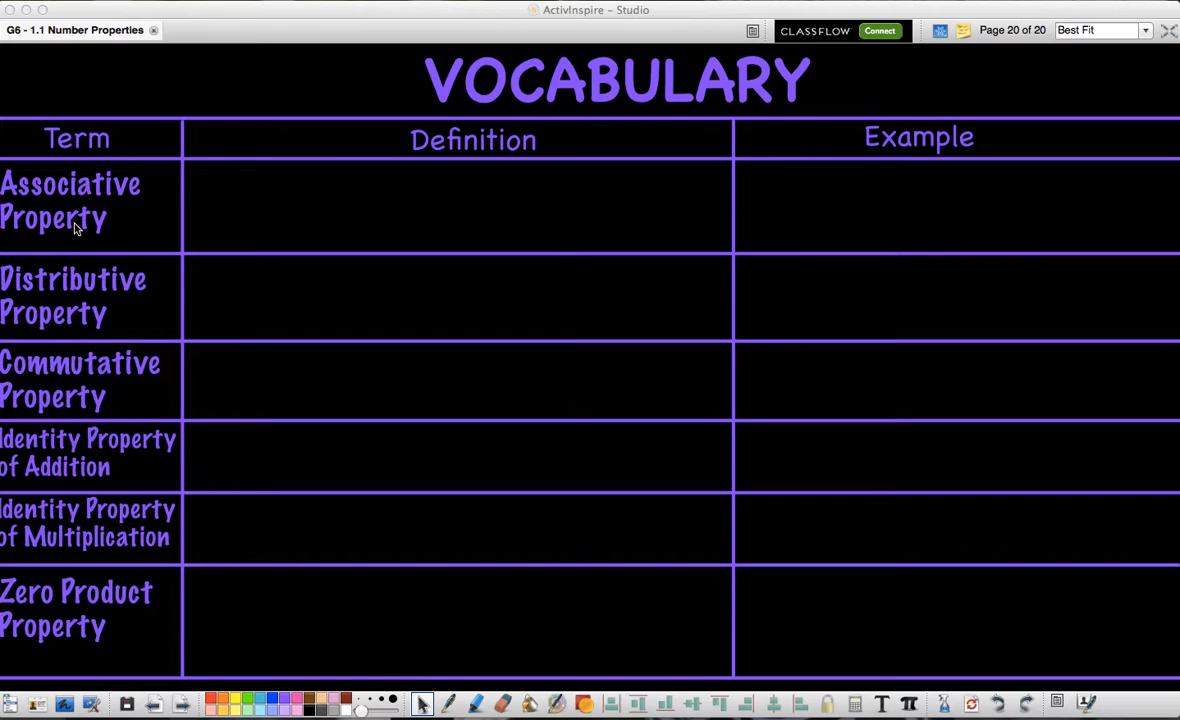 ActivInspire – Studio
G6 - 1.1 Number Properties
CLASSFLOW Connect
Page 20 of 20
Best Fit
VOCABULARY
Term Definition Example
Associative
Property
Distributive
Property
Commutative
Property
Identity Property
of Addition
Identity Property
of Multiplication
Zero Product
Property